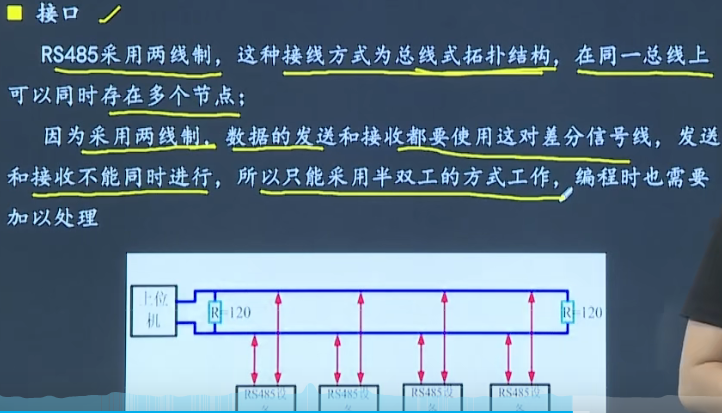 接口
RS485采用两线制，这种接线方式为总线式拓扑结构，在同一总线上
可以同时存在多个节点；
因为采用两线制，数据的发送和接收都要使用这对差分信号线，发送
和接收不能同时进行，所以只能采用半双工的方式工作，编程时也需要
加以处理
上位
机
R=120
R=120
RS485设
RS485设
RS485设
RS485设